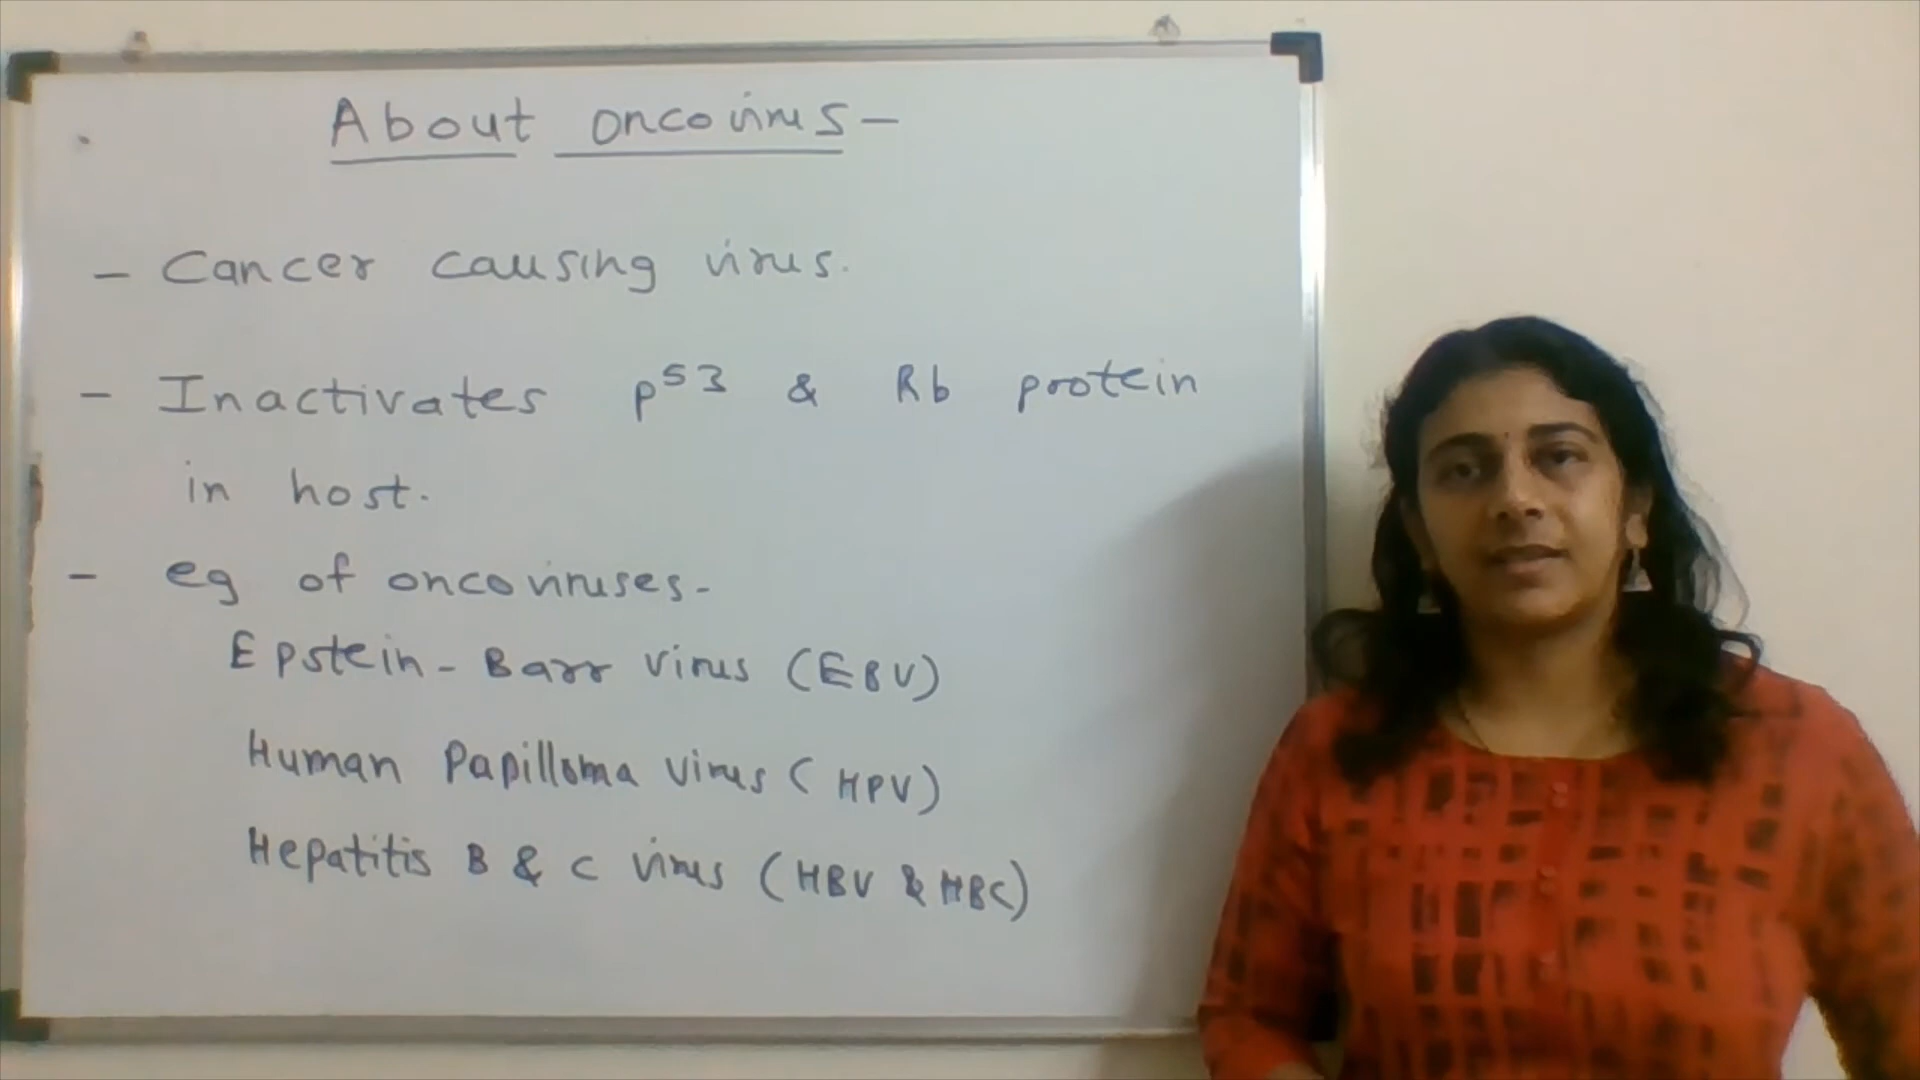 About oncovirus-
- Cancer causing virus.
- Inactivates p53 & Rb protein
in host.
- eg of oncoviruses-
Epstein-Barr virus (EBV)
Human Papilloma virus (HPV)
Hepatitis B & C virus (HBV & HBC)